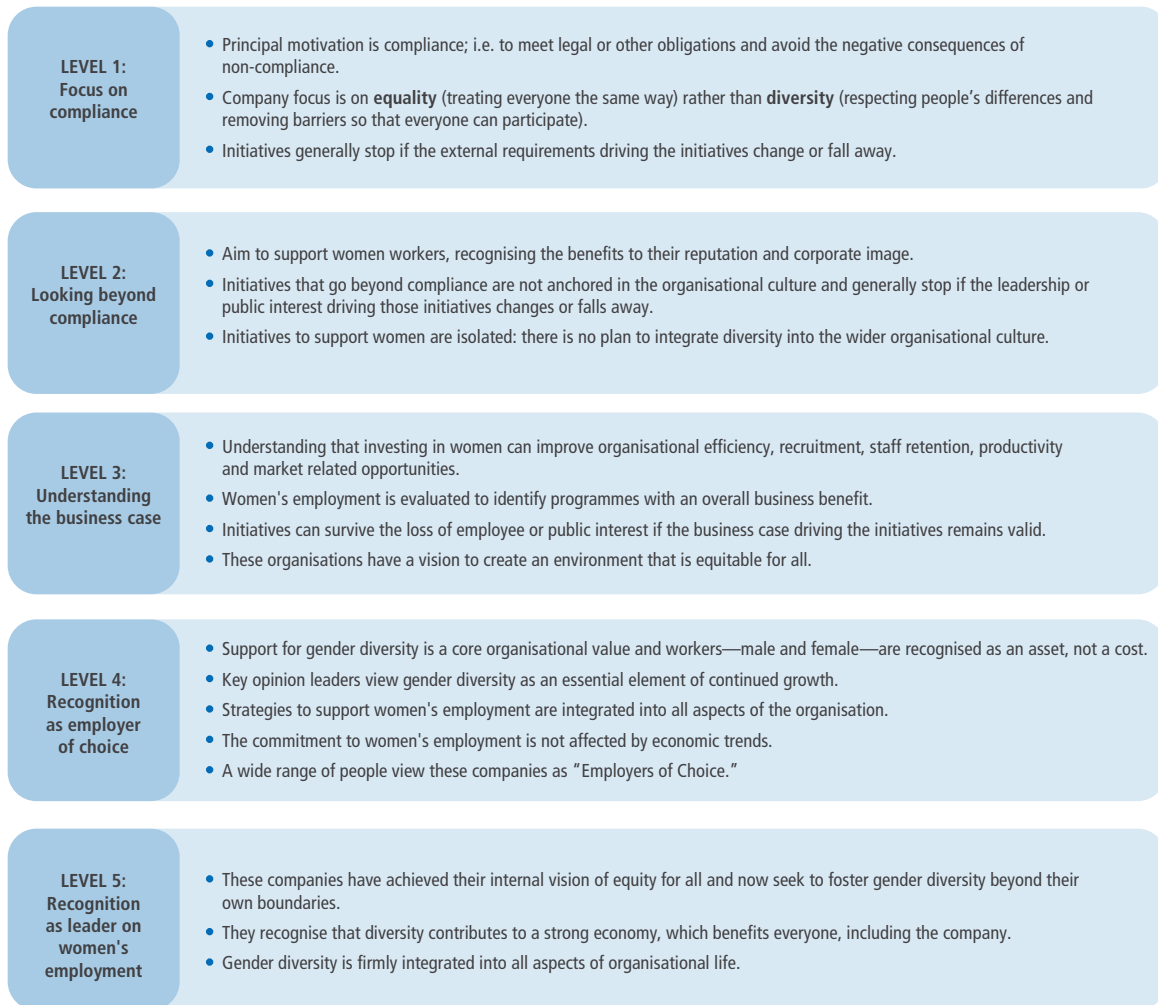 LEVEL 1:
Focus on
compliance
• Principal motivation is compliance; i.e. to meet legal or other obligations and avoid the negative consequences of
non-compliance.
• Company focus is on equality (treating everyone the same way) rather than diversity (respecting people’s differences and
removing barriers so that everyone can participate).
• Initiatives generally stop if the external requirements driving the initiatives change or fall away.
LEVEL 2:
Looking beyond
compliance
• Aim to support women workers, recognising the benefits to their reputation and corporate image.
• Initiatives that go beyond compliance are not anchored in the organisational culture and generally stop if the leadership or
public interest driving those initiatives changes or falls away.
• Initiatives to support women are isolated: there is no plan to integrate diversity into the wider organisational culture.
LEVEL 3:
Understanding
the business case
• Understanding that investing in women can improve organisational efficiency, recruitment, staff retention, productivity
and market related opportunities.
• Women's employment is evaluated to identify programmes with an overall business benefit.
• Initiatives can survive the loss of employee or public interest if the business case driving the initiatives remains valid.
• These organisations have a vision to create an environment that is equitable for all.
LEVEL 4:
Recognition
as employer
of choice
• Support for gender diversity is a core organisational value and workers—male and female—are recognised as an asset, not a cost.
• Key opinion leaders view gender diversity as an essential element of continued growth.
• Strategies to support women's employment are integrated into all aspects of the organisation.
• The commitment to women's employment is not affected by economic trends.
• A wide range of people view these companies as “Employers of Choice.”
LEVEL 5:
Recognition
as leader on
women's
employment
• These companies have achieved their internal vision of equity for all and now seek to foster gender diversity beyond their
own boundaries.
• They recognise that diversity contributes to a strong economy, which benefits everyone, including the company.
• Gender diversity is firmly integrated into all aspects of organisational life.